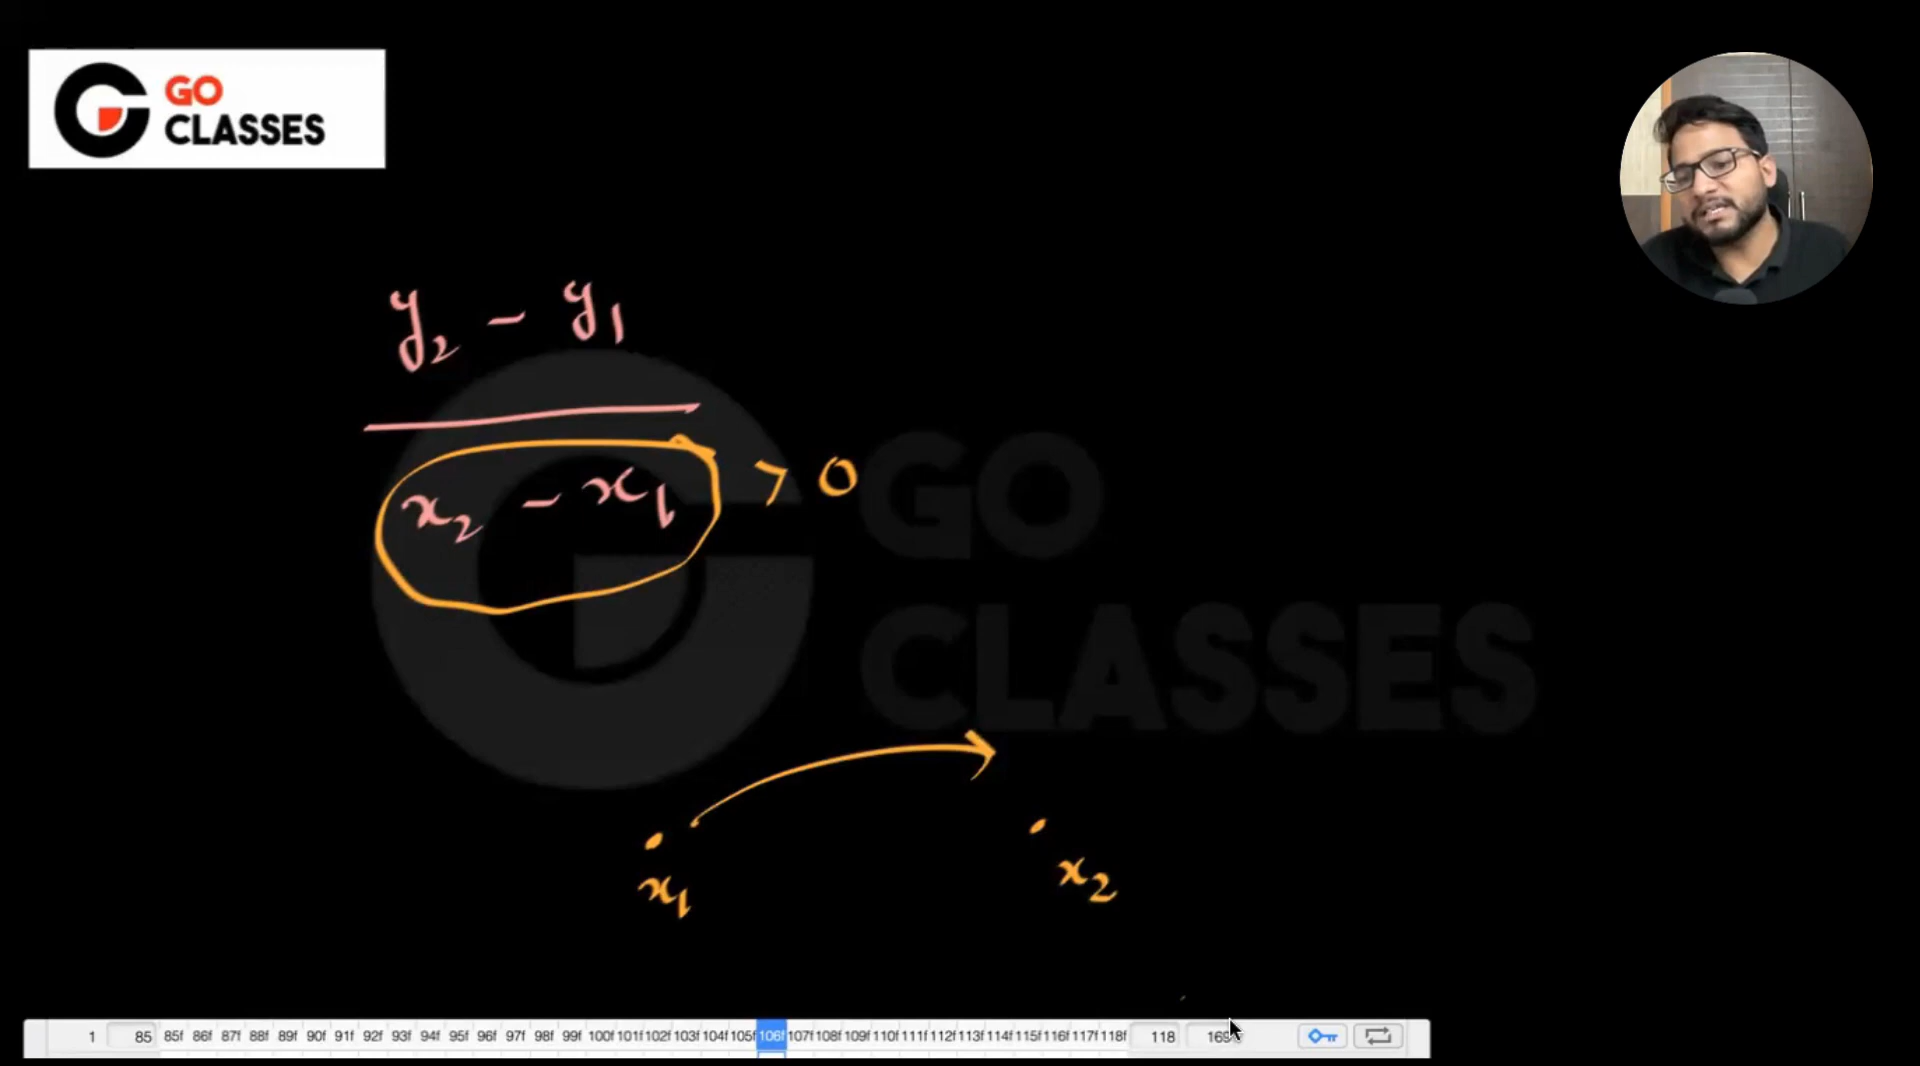 GO
CLASSES
y₂ - y₁
x₂ - x₁ > 0
GO
CLASSES
x₁
x₂
1 85 85f 86f 87f 88f 89f 90f 91f 92f 93f 94f 95f 96f 97f 98f 99f 100f 101f 102f 103f 104f 105f 106f 107f 108f 109f 110f 111f 112f 113f 114f 115f 116f 117f 118f 118